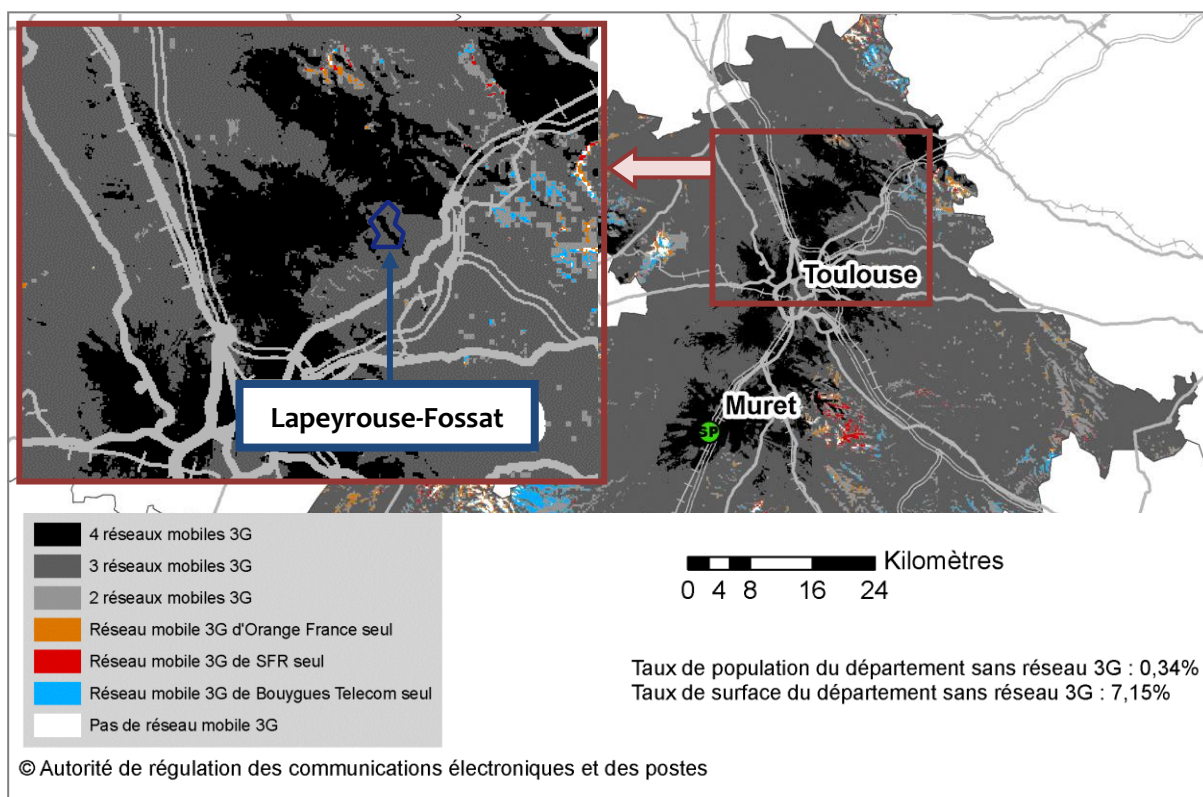 Toulouse
Lapeyrouse-Fossat
Muret
SP
4 réseaux mobiles 3G
3 réseaux mobiles 3G
2 réseaux mobiles 3G
Réseau mobile 3G d'Orange France seul
Réseau mobile 3G de SFR seul
Réseau mobile 3G de Bouygues Telecom seul
Pas de réseau mobile 3G
Kilomètres
0 4 8 16 24
Taux de population du département sans réseau 3G : 0,34%
Taux de surface du département sans réseau 3G : 7,15%
© Autorité de régulation des communications électroniques et des postes